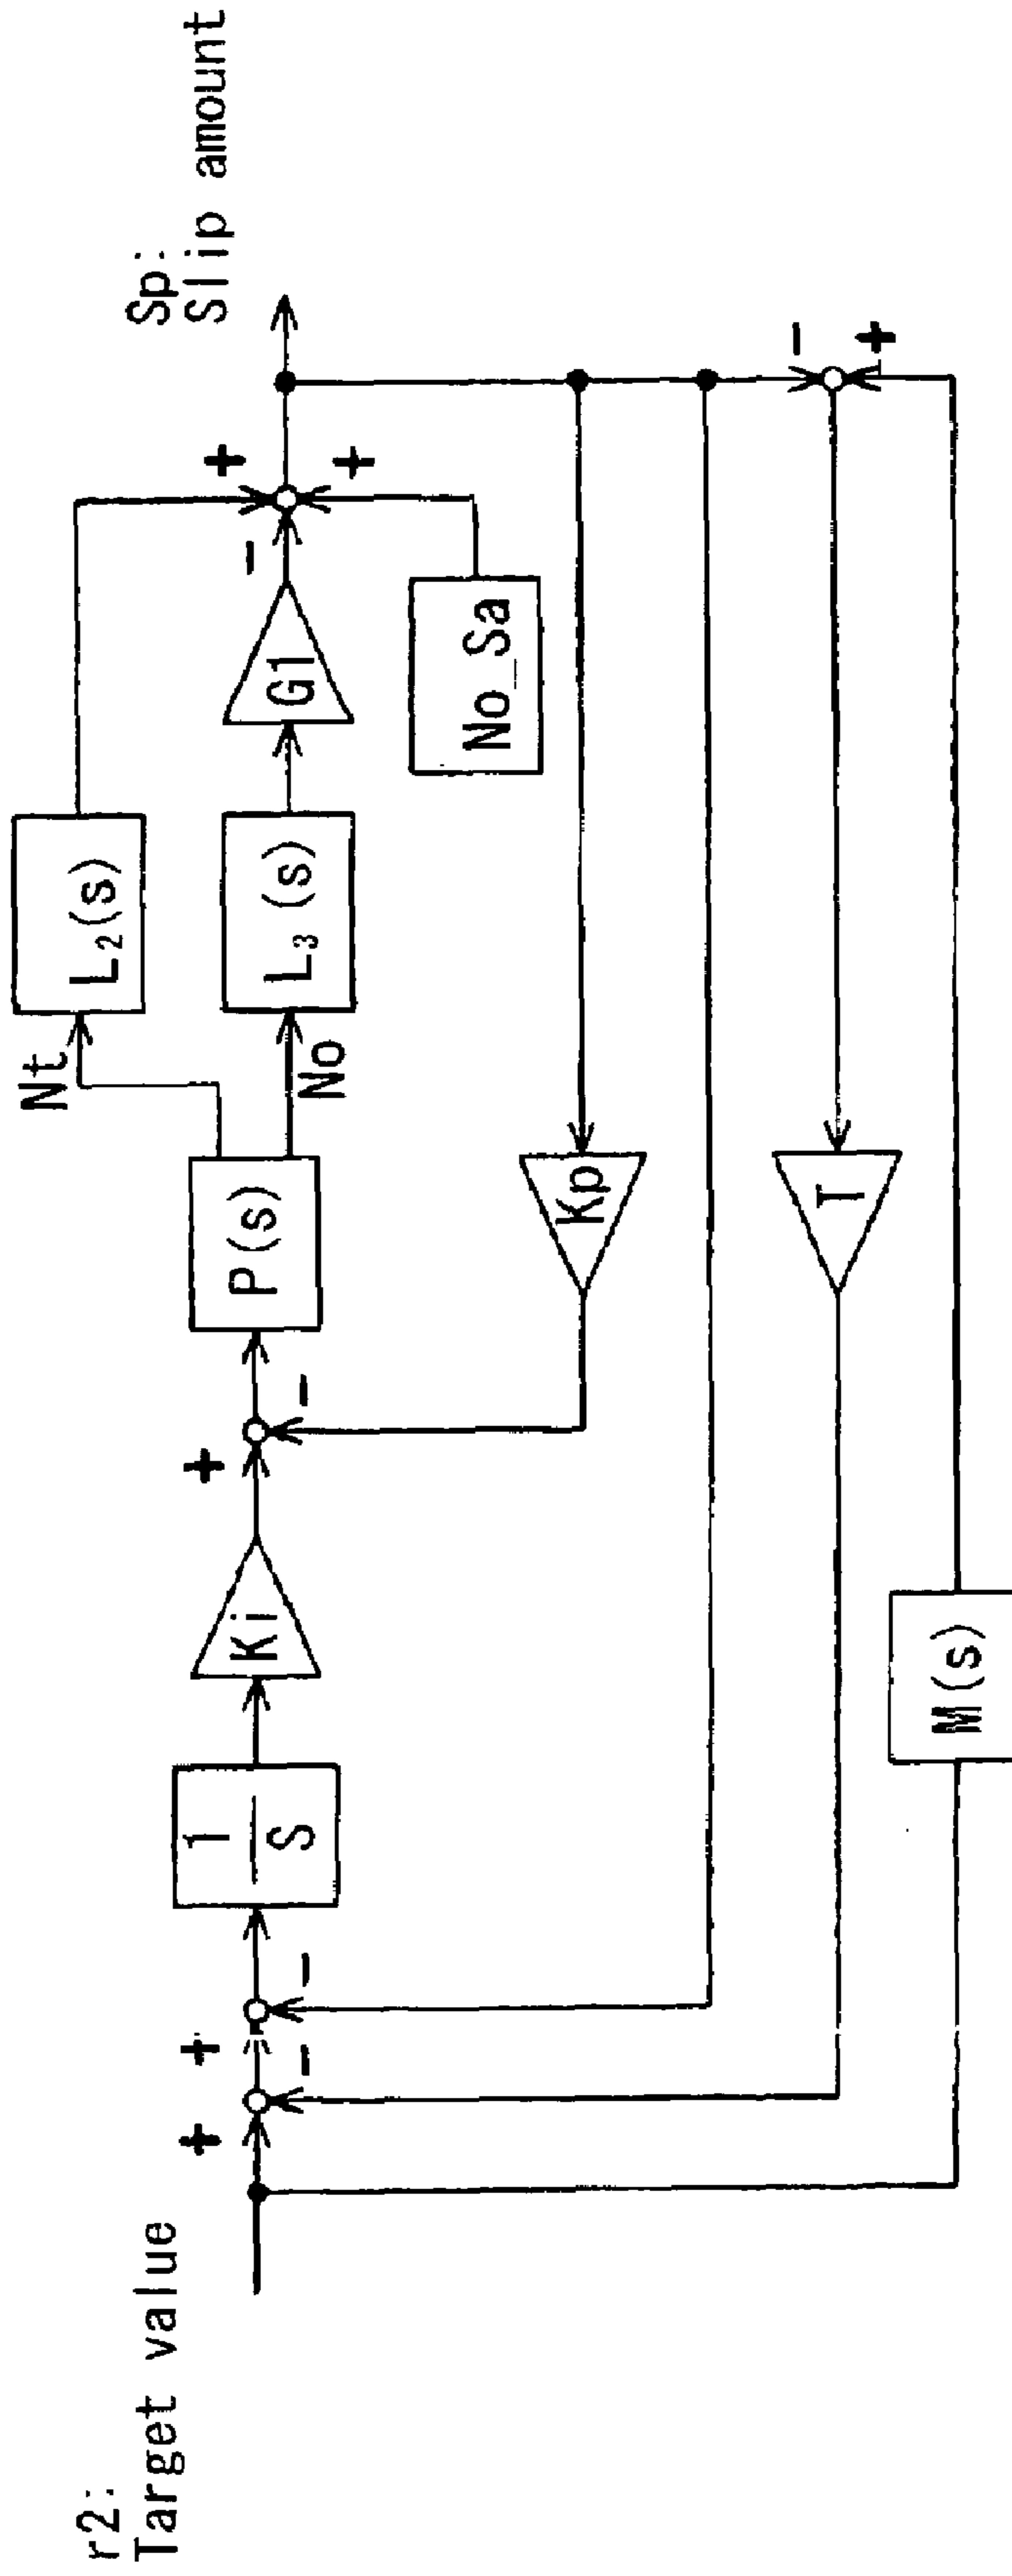 r2:
Target value
+
-
+
-
1
S
Ki
+
-
P(s)
Nt
No
L₂(s)
L₃(s)
G1
No_Sa
+
-
+
Sp:
Slip amount
Kp
T
M(s)
-
+